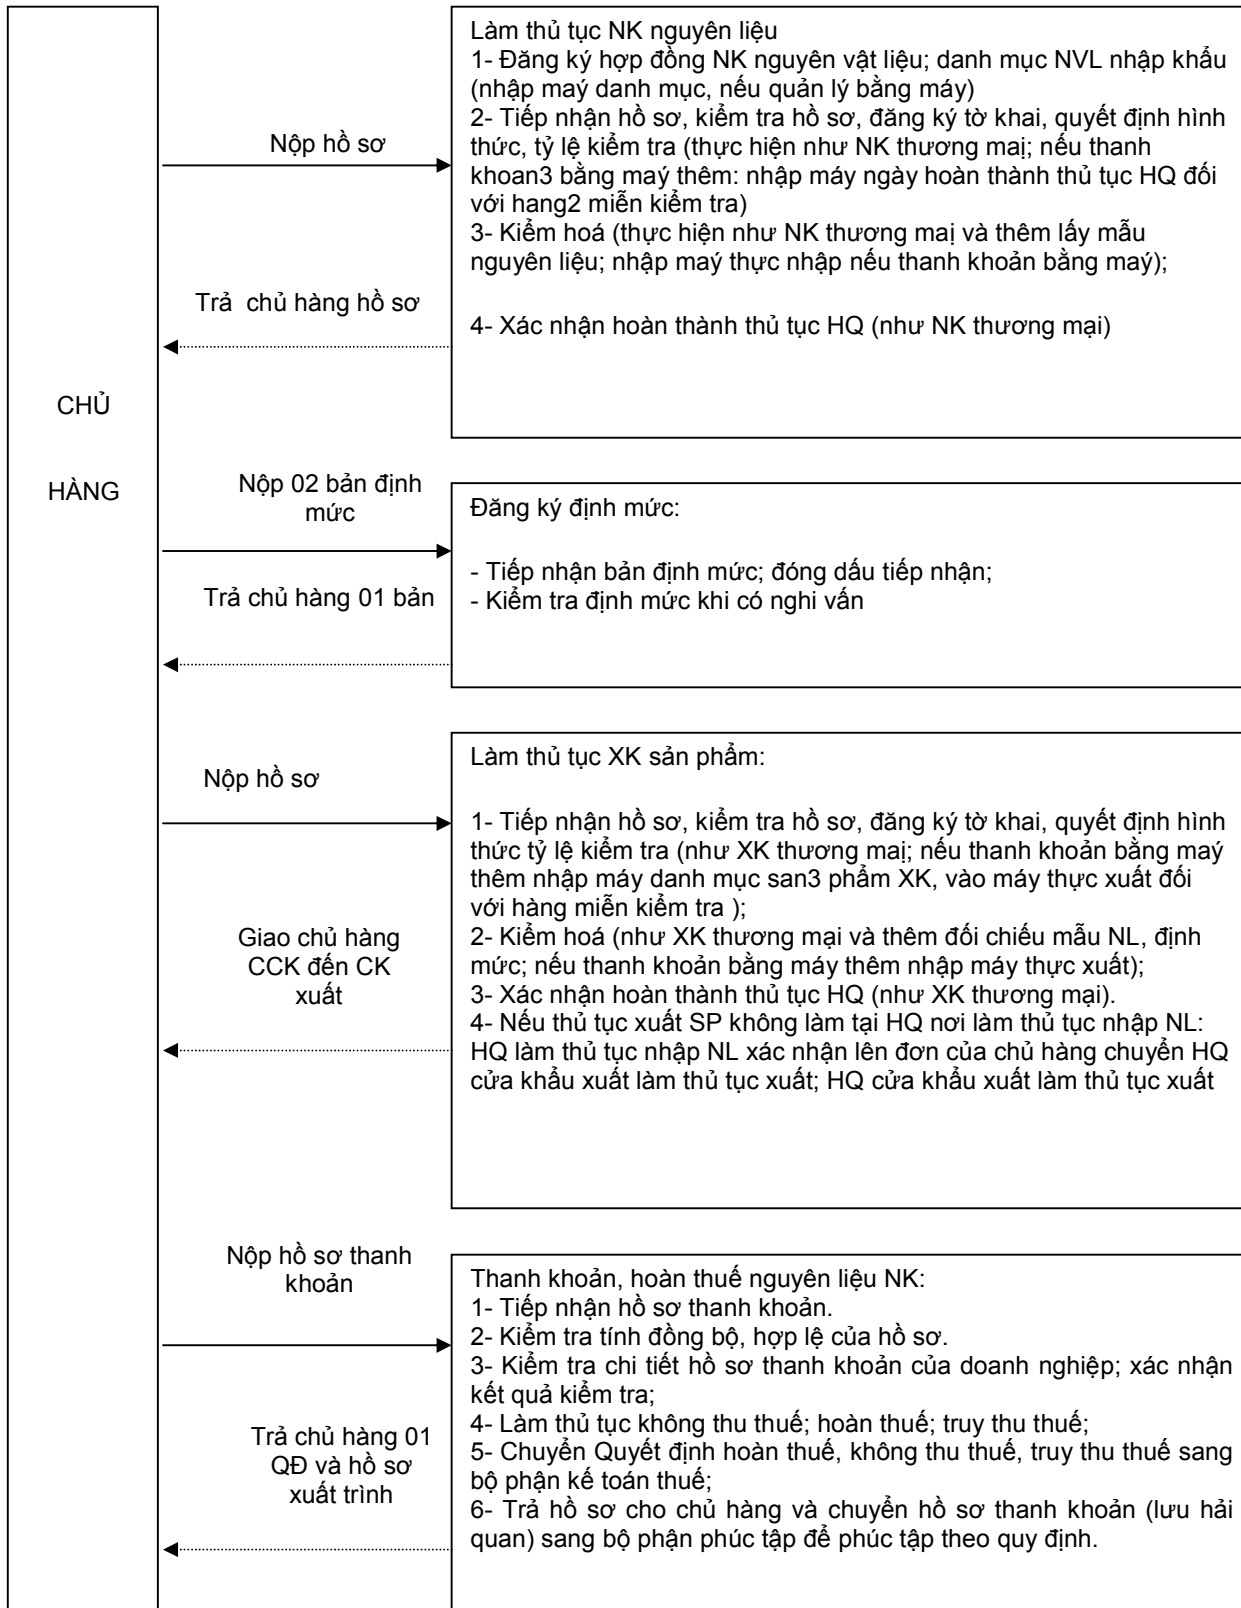 Làm thủ tục NK nguyên liệu
1- Đăng ký hợp đồng NK nguyên vật liệu; danh mục NVL nhập khẩu
(nhập maý danh mục, nếu quản lý bằng máy)
2- Tiếp nhận hồ sơ, kiểm tra hồ sơ, đăng ký tờ khai, quyết định hình
thức, tỷ lệ kiểm tra (thực hiện như NK thương maị; nếu thanh
khoan3 bằng maý thêm: nhập máy ngày hoàn thành thủ tục HQ đối
với hang2 miễn kiểm tra)
3- Kiểm hoá (thực hiện như NK thương maị và thêm lấy mẫu
nguyên liệu; nhập maý thực nhập nếu thanh khoản bằng maý);
4- Xác nhận hoàn thành thủ tục HQ (như NK thương mại)
Nộp hồ sơ
Trả chủ hàng hồ sơ
CHỦ
HÀNG
Nộp 02 bản định
mức
Trả chủ hàng 01 bản
Đăng ký định mức:
- Tiếp nhận bản định mức; đóng dấu tiếp nhận;
- Kiểm tra định mức khi có nghi vấn
Nộp hồ sơ
Giao chủ hàng
CCK đến CK
xuất
Làm thủ tục XK sản phẩm:
1- Tiếp nhận hồ sơ, kiểm tra hồ sơ, đăng ký tờ khai, quyết định hình
thức tỷ lệ kiểm tra (như XK thương maị; nếu thanh khoản bằng maý
thêm nhập máy danh mục san3 phẩm XK, vào máy thực xuất đối
với hàng miễn kiểm tra );
2- Kiểm hoá (như XK thương mại và thêm đối chiếu mẫu NL, định
mức; nếu thanh khoản bằng máy thêm nhập máy thực xuất);
3- Xác nhận hoàn thành thủ tục HQ (như XK thương mại).
4- Nếu thủ tục xuất SP không làm tại HQ nơi làm thủ tục nhập NL:
HQ làm thủ tục nhập NL xác nhận lên đơn của chủ hàng chuyển HQ
cửa khẩu xuất làm thủ tục xuất; HQ cửa khẩu xuất làm thủ tục xuất
Nộp hồ sơ thanh
khoản
Trả chủ hàng 01
QĐ và hồ sơ
xuất trình
Thanh khoản, hoàn thuế nguyên liệu NK:
1- Tiếp nhận hồ sơ thanh khoản.
2- Kiểm tra tính đồng bộ, hợp lệ của hồ sơ.
3- Kiểm tra chi tiết hồ sơ thanh khoản của doanh nghiệp; xác nhận
kết quả kiểm tra;
4- Làm thủ tục không thu thuế; hoàn thuế; truy thu thuế;
5- Chuyển Quyết định hoàn thuế, không thu thuế, truy thu thuế sang
bộ phận kế toán thuế;
6- Trả hồ sơ cho chủ hàng và chuyển hồ sơ thanh khoản (lưu hải
quan) sang bộ phận phúc tập để phúc tập theo quy định.